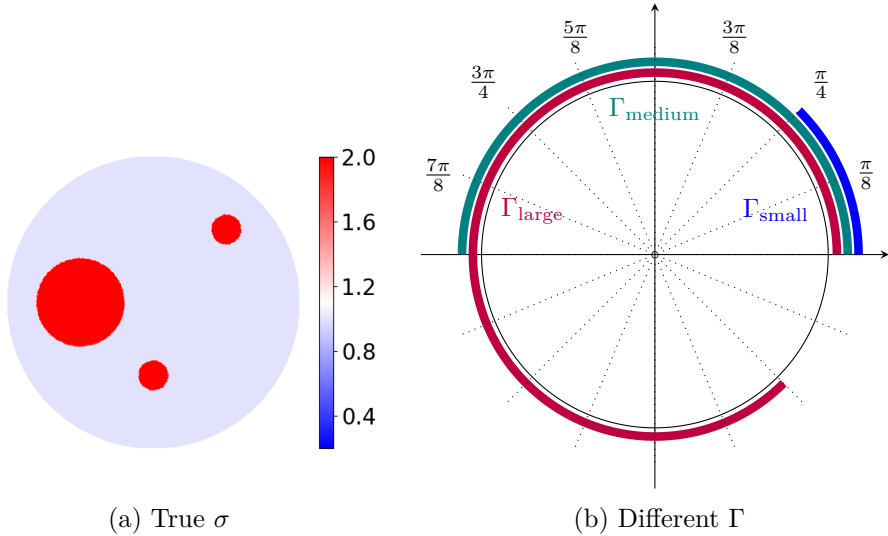 2.0
1.6
1.2
0.8
0.4
(a) True σ
5π/8
3π/8
3π/4
π/4
7π/8
π/8
Γmedium
Γlarge
Γsmall
(b) Different Γ